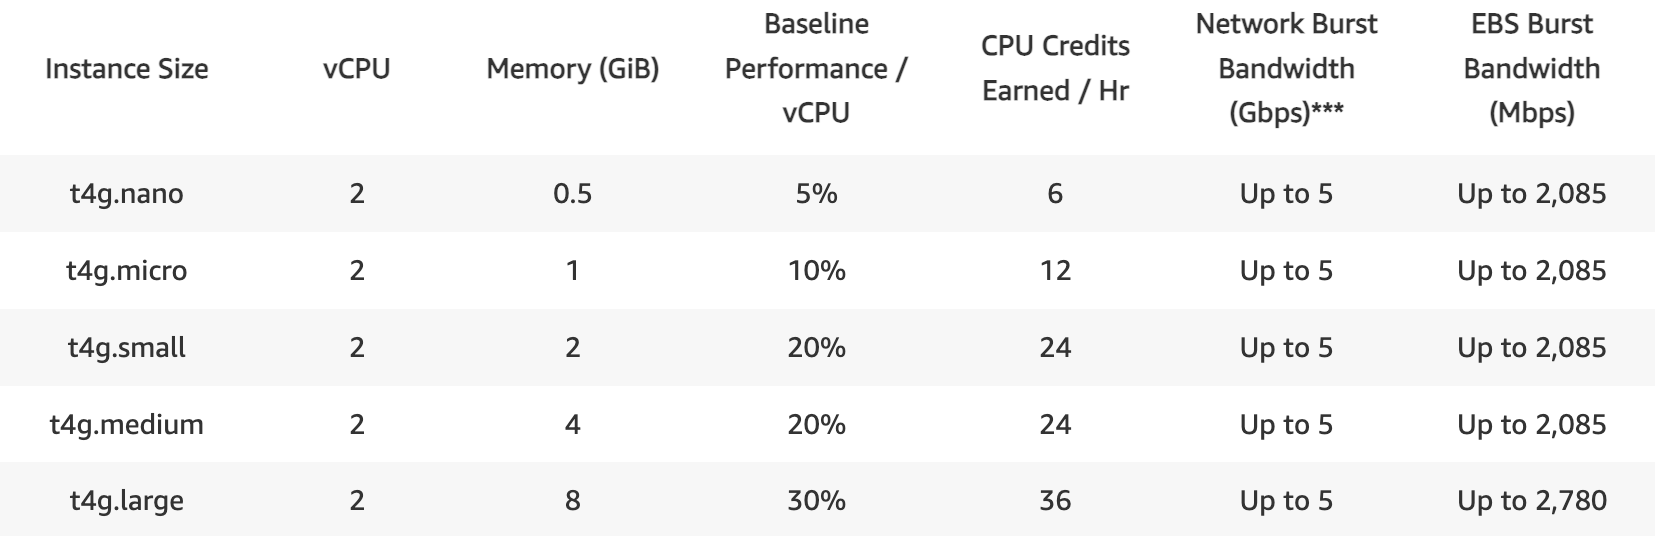 Instance Size vCPU Memory (GiB) Baseline Performance / vCPU CPU Credits Earned / Hr Network Burst Bandwidth (Gbps)*** EBS Burst Bandwidth (Mbps)
t4g.nano 2 0.5 5% 6 Up to 5 Up to 2,085
t4g.micro 2 1 10% 12 Up to 5 Up to 2,085
t4g.small 2 2 20% 24 Up to 5 Up to 2,085
t4g.medium 2 4 20% 24 Up to 5 Up to 2,085
t4g.large 2 8 30% 36 Up to 5 Up to 2,780